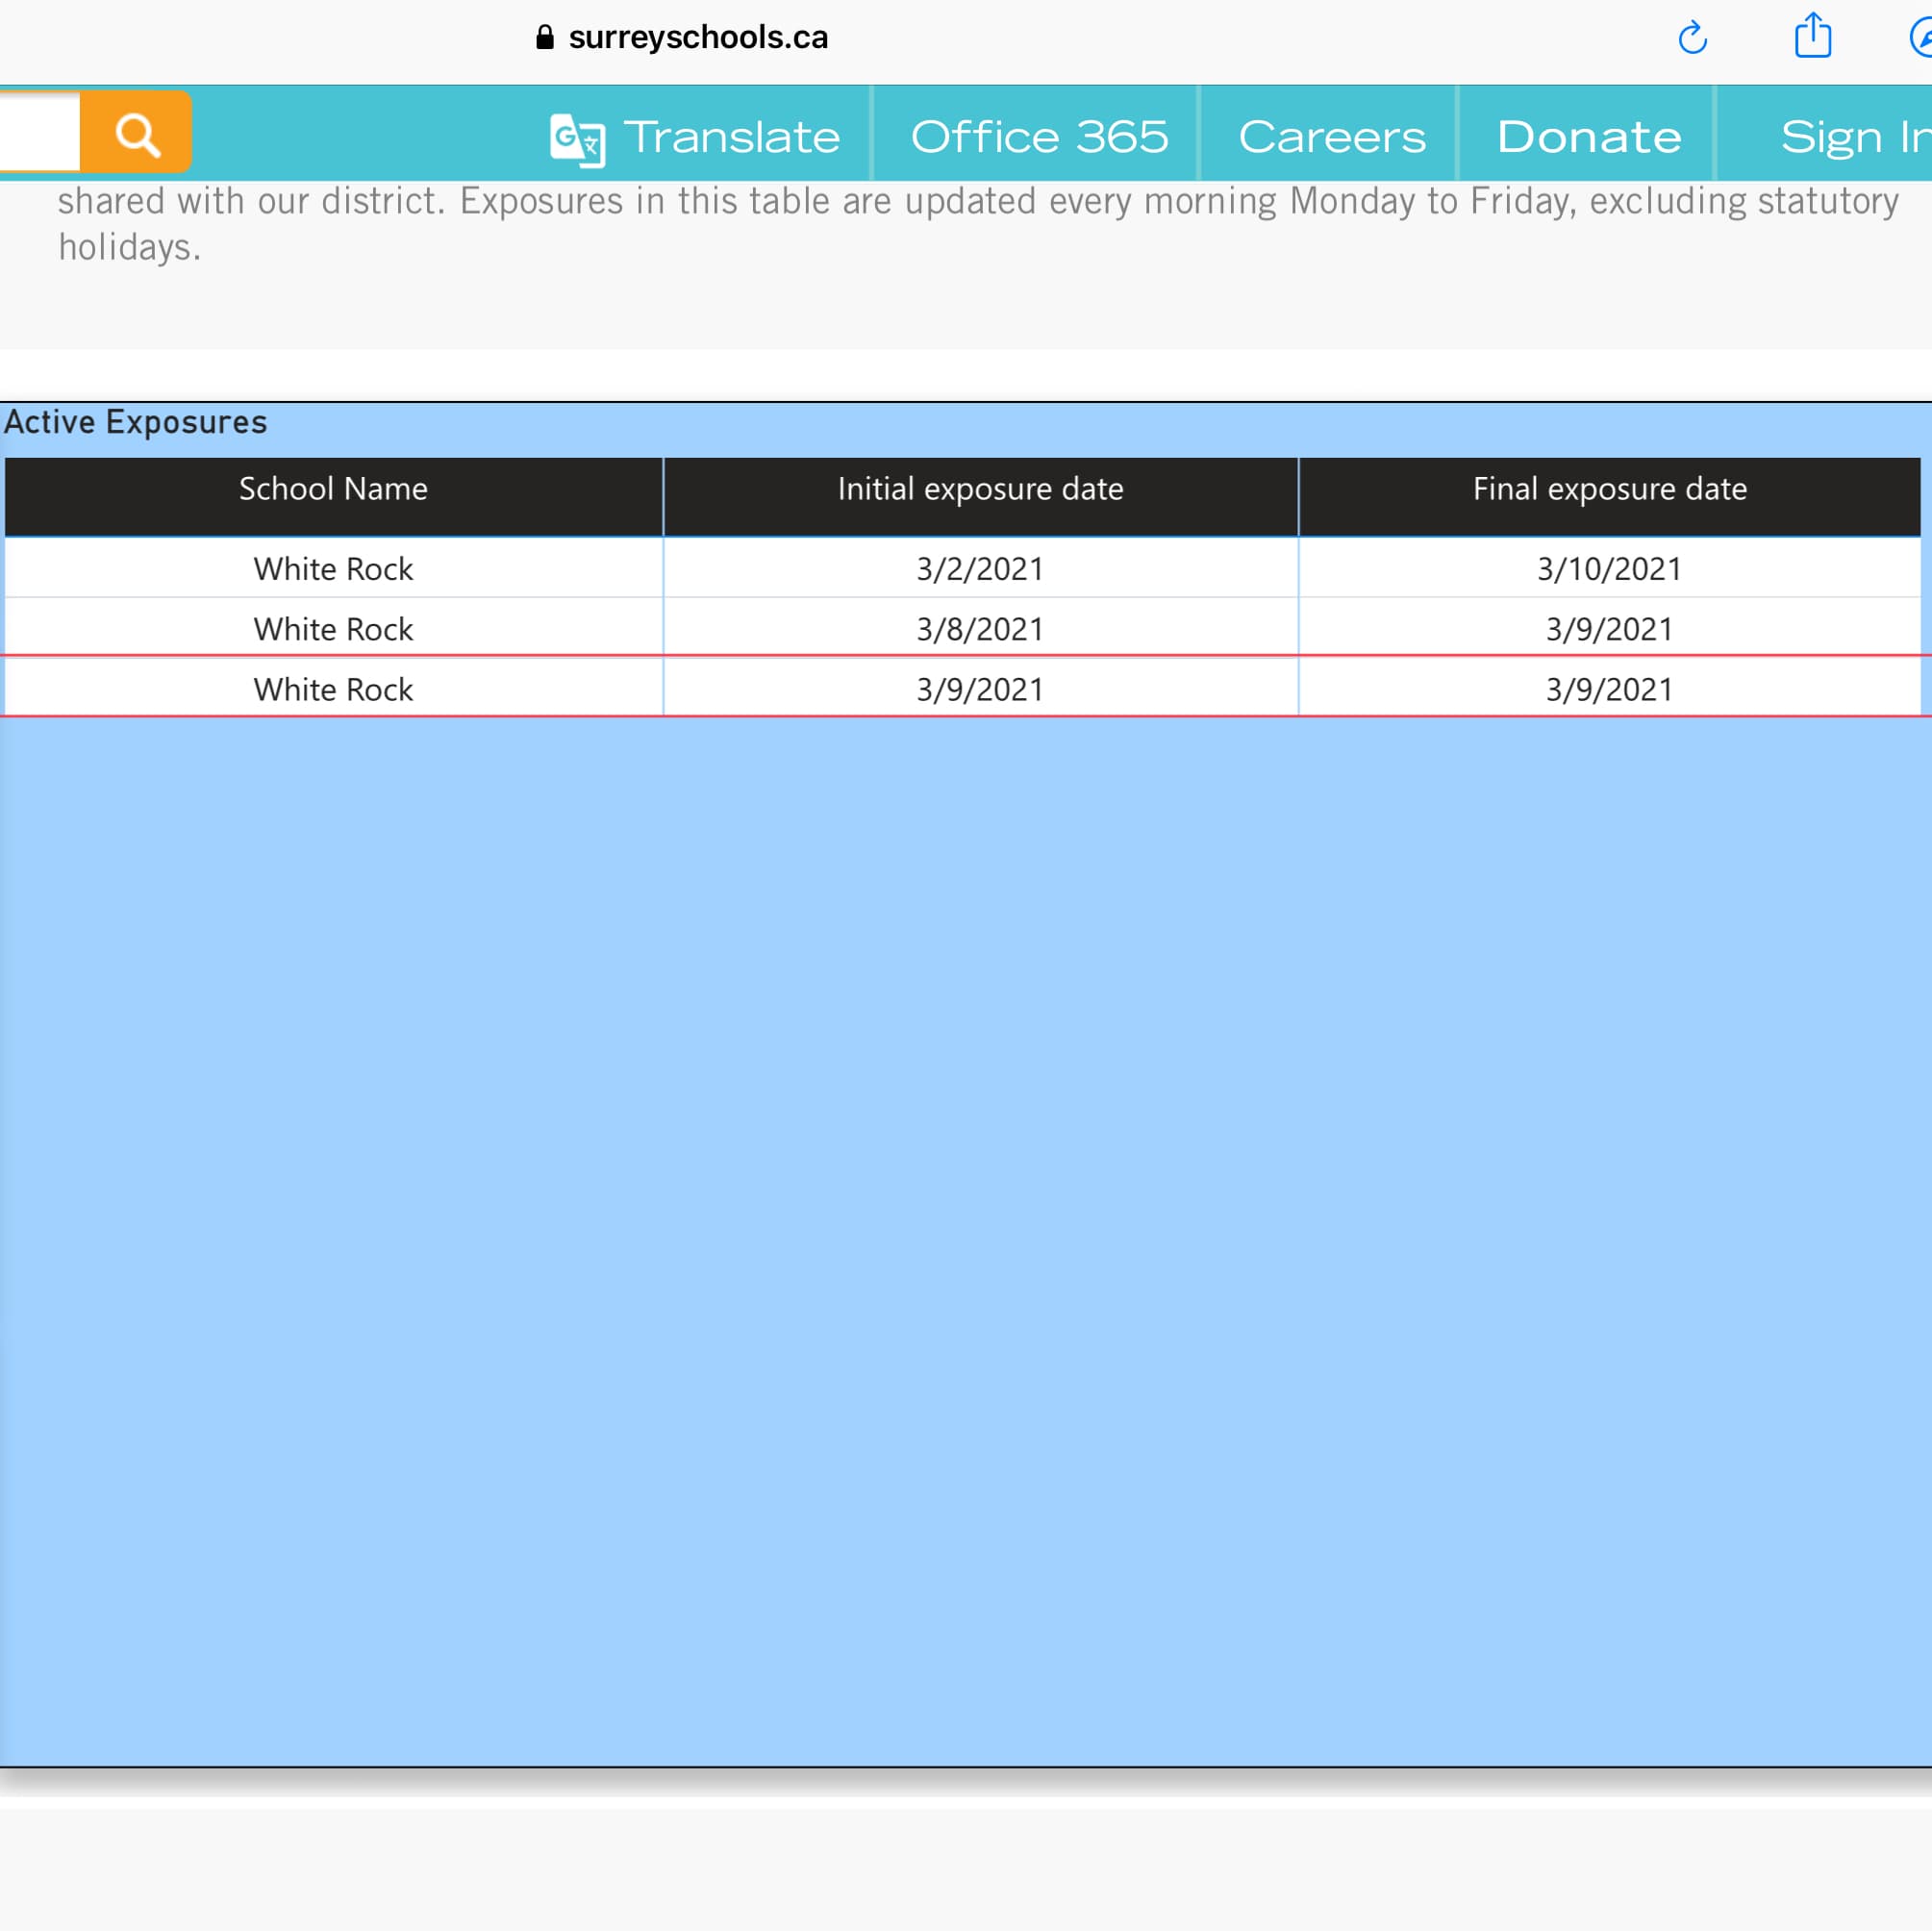 surreyschools.ca
Translate Office 365 Careers Donate Sign In
shared with our district. Exposures in this table are updated every morning Monday to Friday, excluding statutory
holidays.
Active Exposures
School Name Initial exposure date Final exposure date
White Rock 3/2/2021 3/10/2021
White Rock 3/8/2021 3/9/2021
White Rock 3/9/2021 3/9/2021